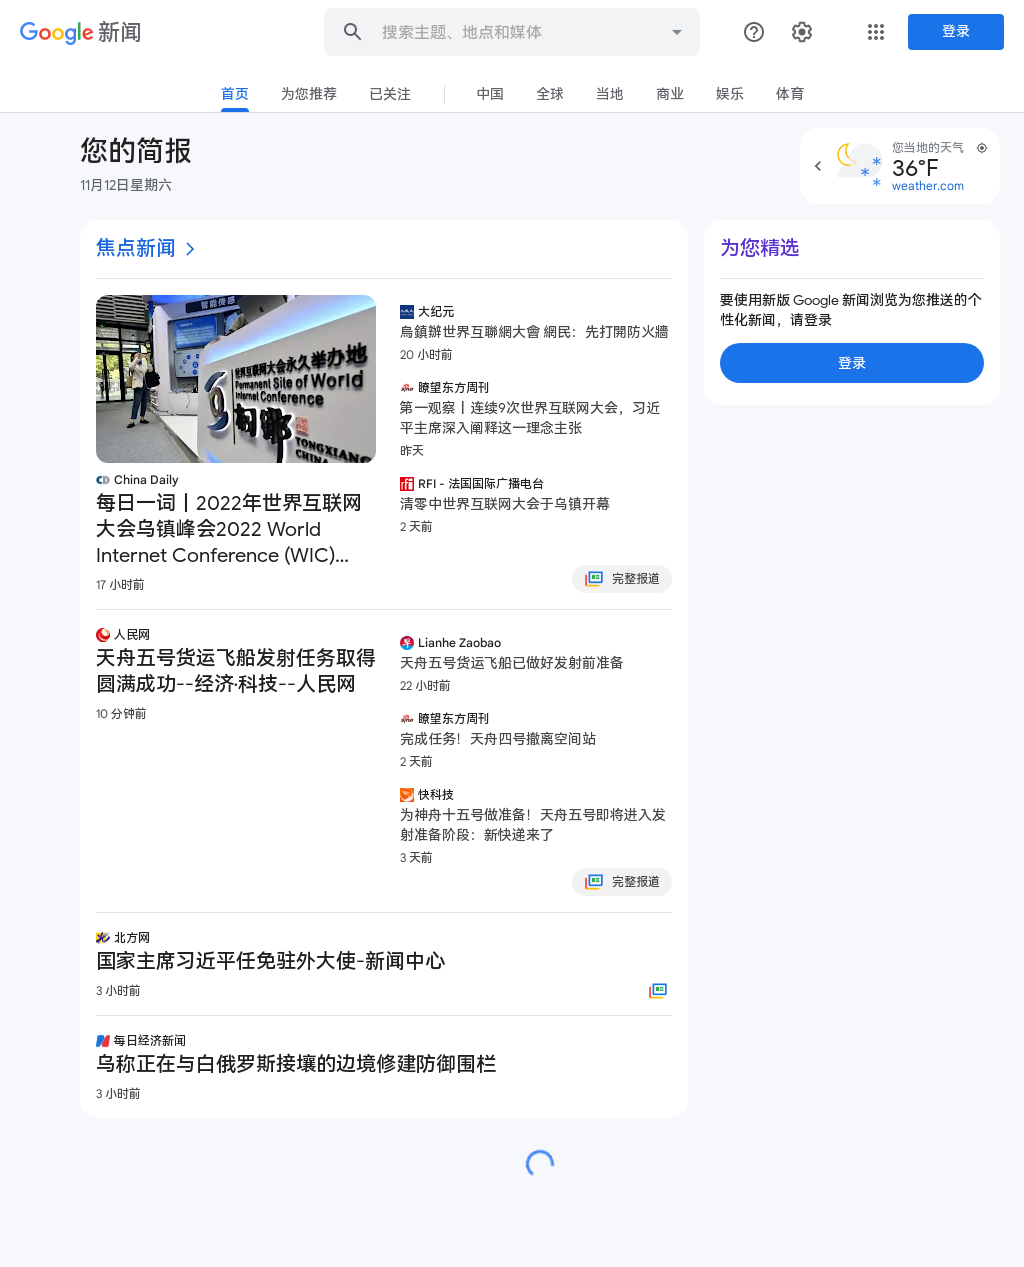 Google 新闻
搜索主题、地点和媒体
登录
首页
为您推荐
已关注
中国
全球
当地
商业
娱乐
体育
您的简报
11月12日星期六
您当地的天气
36°F
weather.com
焦点新闻
智能传感
世界互联网大会永久举办地
Permanent Site of World
Internet Conference
TONGXIANG
CHINA
China Daily
每日一词丨2022年世界互联网
大会乌镇峰会2022 World
Internet Conference (WIC)...
17 小时前
大纪元
烏鎮辦世界互聯網大會 網民：先打開防火牆
20 小时前
瞭望东方周刊
第一观察丨连续9次世界互联网大会，习近
平主席深入阐释这一理念主张
昨天
RFI - 法国国际广播电台
清零中世界互联网大会于乌镇开幕
2 天前
完整报道
人民网
天舟五号货运飞船发射任务取得
圆满成功--经济·科技--人民网
10 分钟前
Lianhe Zaobao
天舟五号货运飞船已做好发射前准备
22 小时前
瞭望东方周刊
完成任务！天舟四号撤离空间站
2 天前
快科技
为神舟十五号做准备！天舟五号即将进入发
射准备阶段：新快递来了
3 天前
完整报道
北方网
国家主席习近平任免驻外大使-新闻中心
3 小时前
每日经济新闻
乌称正在与白俄罗斯接壤的边境修建防御围栏
3 小时前
为您精选
要使用新版 Google 新闻浏览为您推送的个
性化新闻，请登录
登录